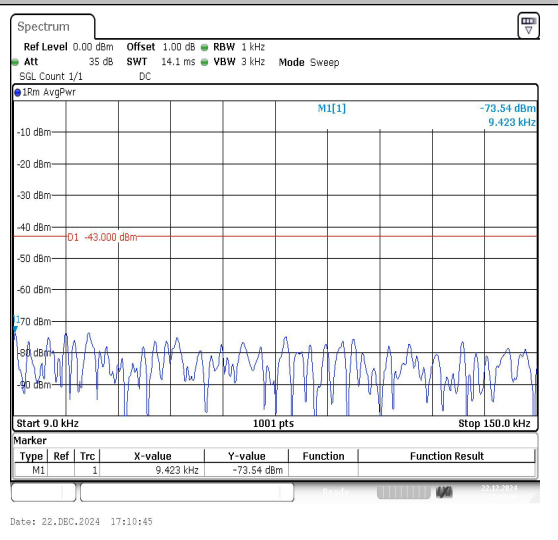 Spectrum
Ref Level 0.00 dBm Offset 1.00 dB RBW 1 kHz
Att 35 dB SWT 14.1 ms VBW 3 kHz Mode Sweep
SGL Count 1/1 DC
1Rm AvgPwr
M1[1] -73.54 dBm
9.423 kHz
-10 dBm
-20 dBm
-30 dBm
-40 dBm
D1 -43.000 dBm
-50 dBm
-60 dBm
-70 dBm
-80 dBm
-90 dBm
Start 9.0 kHz 1001 pts Stop 150.0 kHz
Marker
Type Ref Trc X-value Y-value Function Function Result
M1 1 9.423 kHz -73.54 dBm
Ready 22.12.2024
Date: 22.DEC.2024 17:10:45